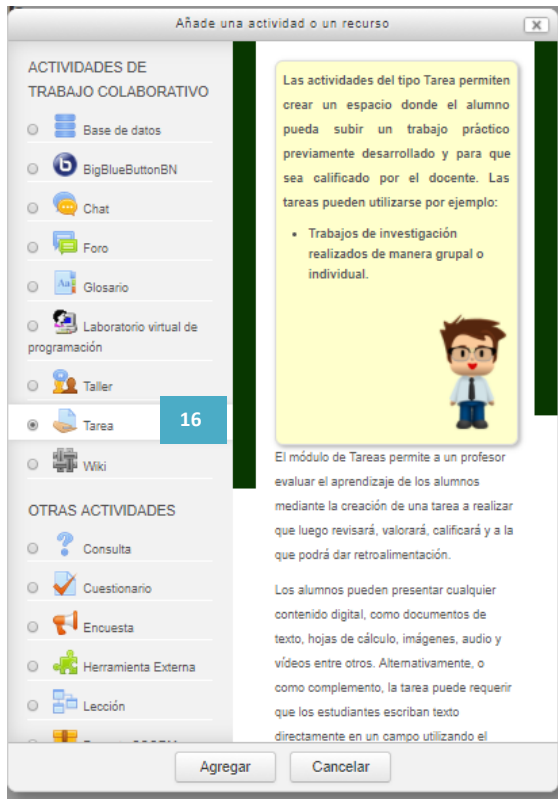 Añade una actividad o un recurso
x
ACTIVIDADES DE
TRABAJO COLABORATIVO
Base de datos
b
BigBlueButtonBN
Chat
Foro
Aa
Glosario
Laboratorio virtual de
programación
Taller
Tarea
16
Wiki
OTRAS ACTIVIDADES
Consulta
Cuestionario
Encuesta
Herramienta Externa
Lección
Las actividades del tipo Tarea permiten
crear un espacio donde el alumno
pueda subir un trabajo práctico
previamente desarrollado y para que
sea calificado por el docente. Las
tareas pueden utilizarse por ejemplo:
• Trabajos de investigación
realizados de manera grupal o
individual.
El módulo de Tareas permite a un profesor
evaluar el aprendizaje de los alumnos
mediante la creación de una tarea a realizar
que luego revisará, valorará, calificará y a la
que podrá dar retroalimentación.
Los alumnos pueden presentar cualquier
contenido digital, como documentos de
texto, hojas de cálculo, imágenes, audio y
vídeos entre otros. Alternativamente, o
como complemento, la tarea puede requerir
que los estudiantes escriban texto
directamente en un campo utilizando el
Agregar
Cancelar